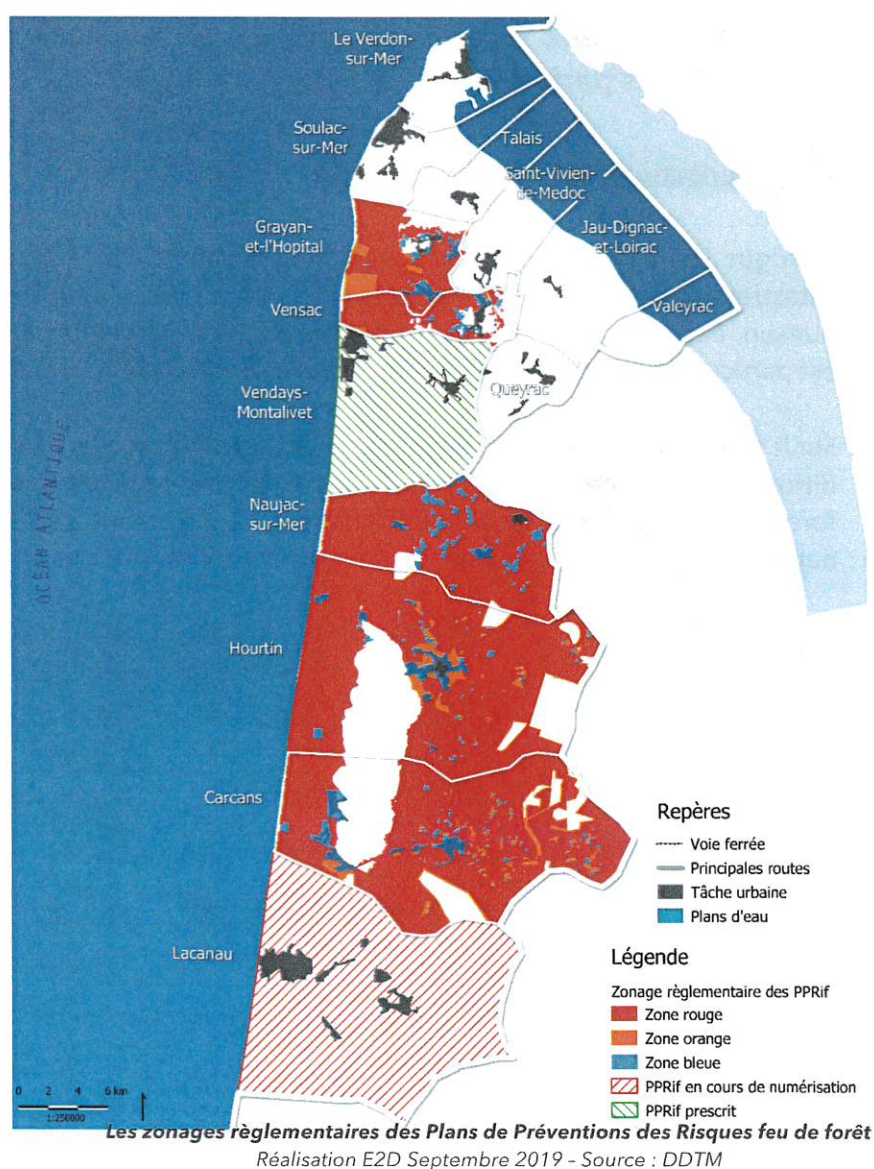 Le Verdon-
sur-Mer
Soulac-
sur-Mer
Talais
Saint-Vivien-
de-Medoc
Grayan-
et-l'Hopital
Jau-Dignac-
et-Loirac
Vensac
Valeyrac
Vendays-
Montalivet
Queyrac
OCEAN ATLANTIQUE
Naujac-
sur-Mer
Hourtin
Carcans
Lacanau
Repères
Voie ferrée
Principales routes
Tâche urbaine
Plans d'eau
Légende
Zonage règlementaire des PPRif
Zone rouge
Zone orange
Zone bleue
PPRif en cours de numérisation
PPRif prescrit
0 2 4 6 km
1:250000
Les zonages règlementaires des Plans de Préventions des Risques feu de forêt
Réalisation E2D Septembre 2019 – Source : DDTM